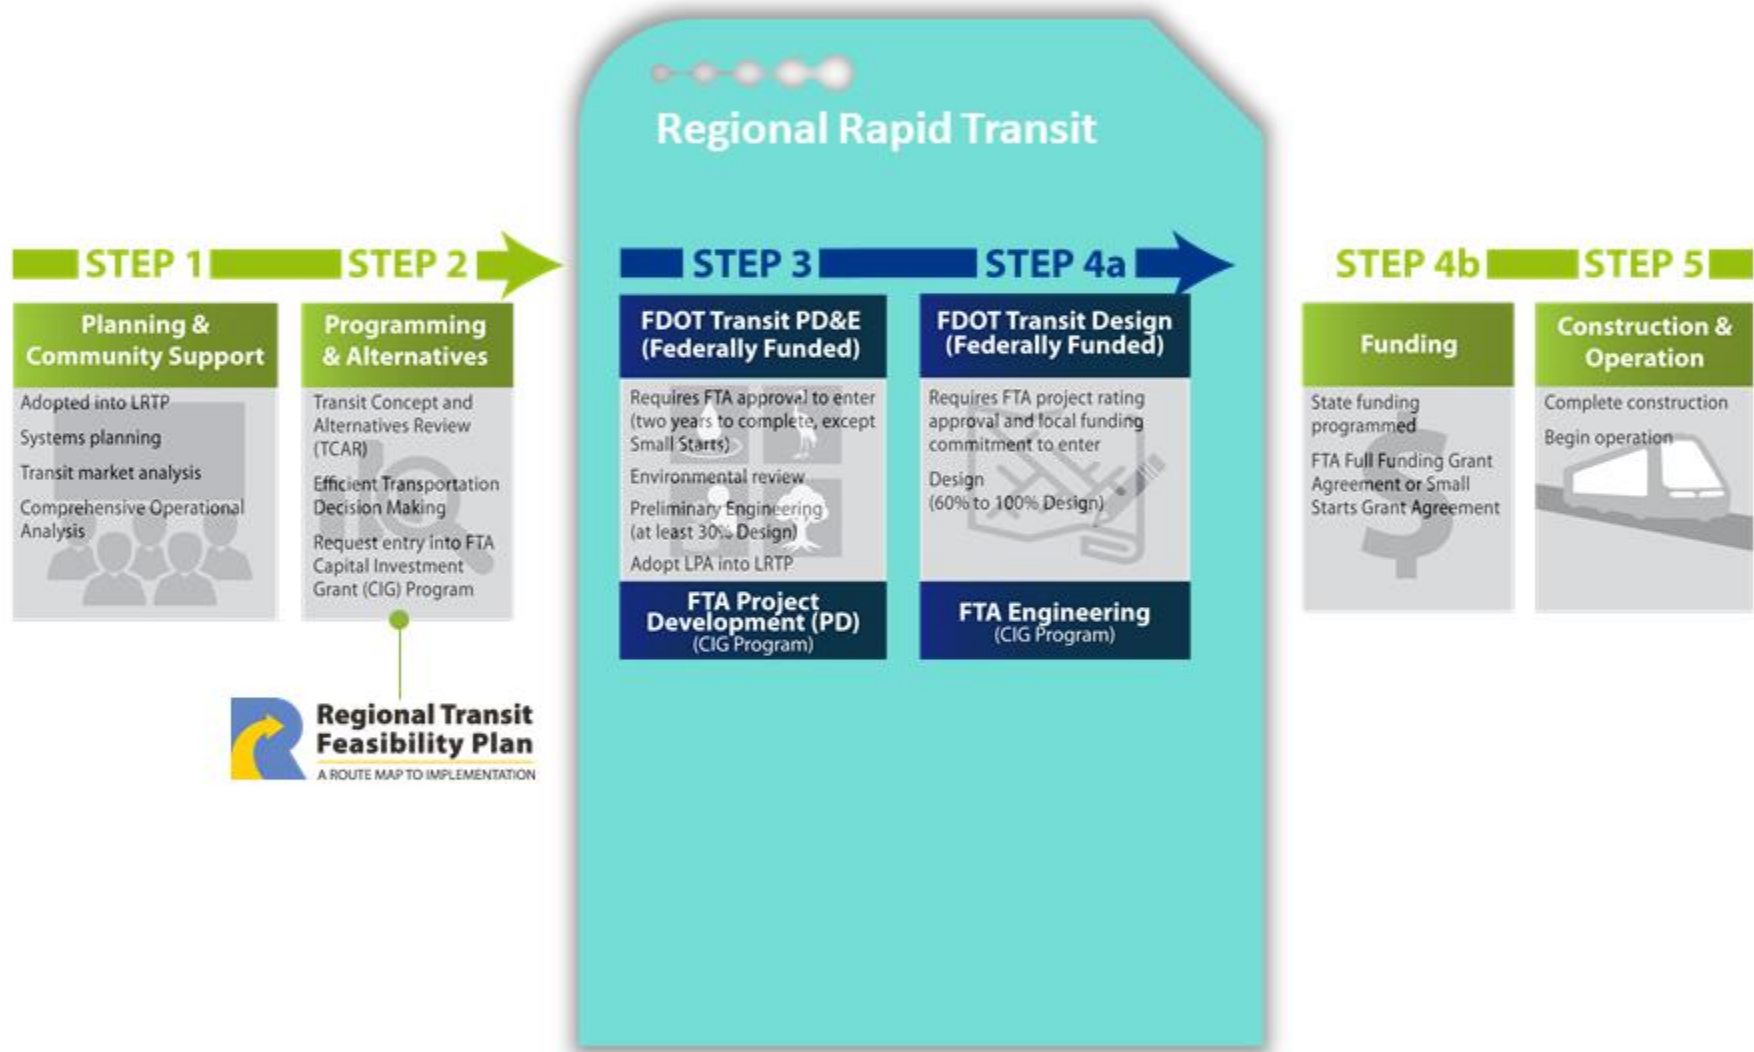 Regional Rapid Transit
STEP 1
Planning &
Community Support
Adopted into LRTP
Systems planning
Transit market analysis
Comprehensive Operational
Analysis
STEP 2
Programming
& Alternatives
Transit Concept and
Alternatives Review
(TCAR)
Efficient Transportation
Decision Making
Request entry into FTA
Capital Investment
Grant (CIG) Program
Regional Transit
Feasibility Plan
A ROUTE MAP TO IMPLEMENTATION
STEP 3
FDOT Transit PD&E
(Federally Funded)
Requires FTA approval to enter
(two years to complete, except
Small Starts)
Environmental review
Preliminary Engineering
(at least 30% Design)
Adopt LPA into LRTP
FTA Project
Development (PD)
(CIG Program)
STEP 4a
FDOT Transit Design
(Federally Funded)
Requires FTA project rating
approval and local funding
commitment to enter
Design
(60% to 100% Design)
FTA Engineering
(CIG Program)
STEP 4b
Funding
State funding
programmed
FTA Full Funding Grant
Agreement or Small
Starts Grant Agreement
STEP 5
Construction &
Operation
Complete construction
Begin operation